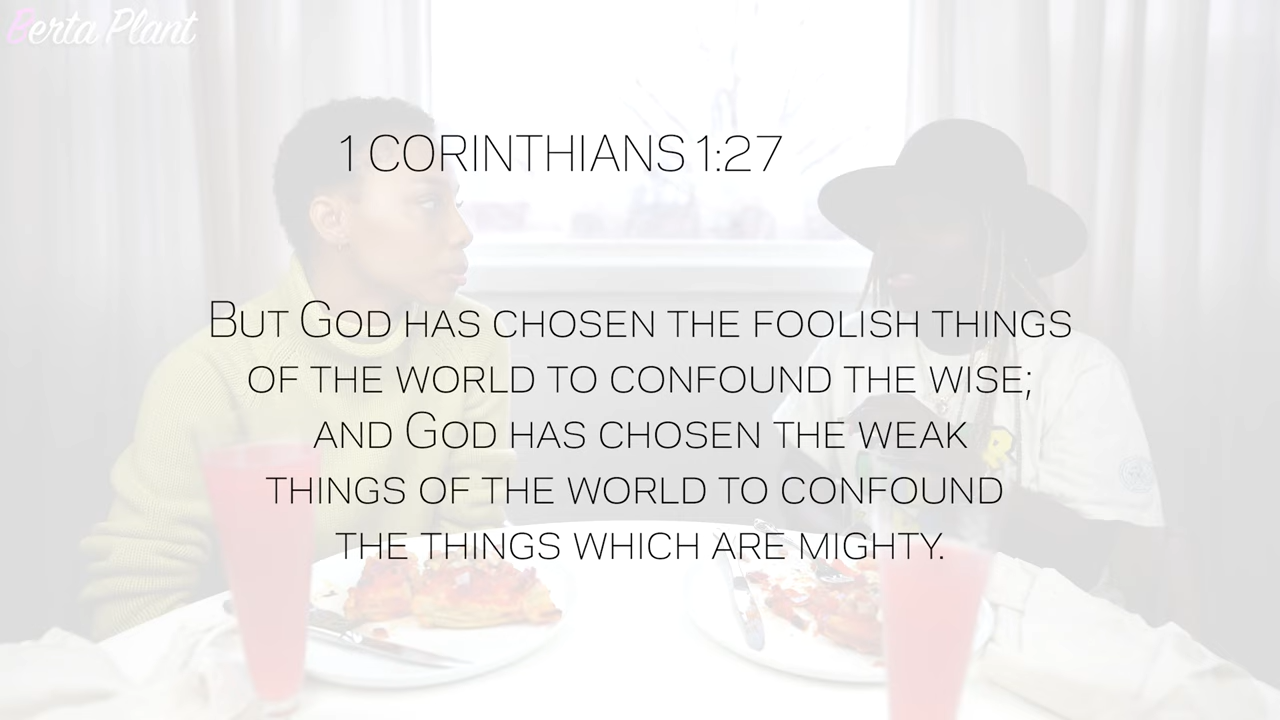 Berta Plant
1 CORINTHIANS 1:27
But God has chosen the foolish things
of the world to confound the wise;
and God has chosen the weak
things of the world to confound
the things which are mighty.